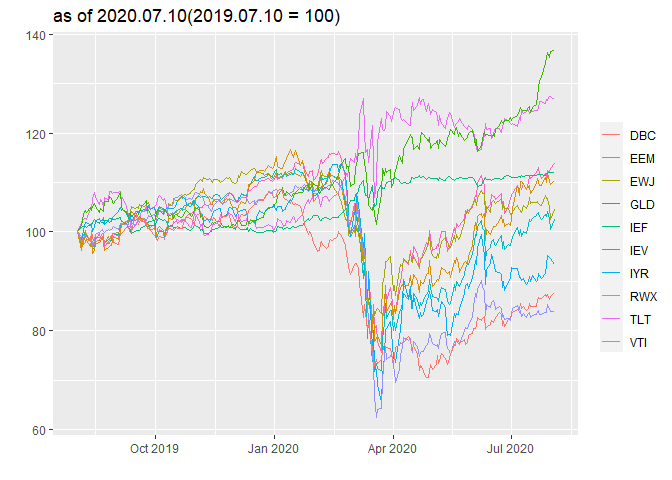 as of 2020.07.10(2019.07.10 = 100)
140
120
100
80
60
Oct 2019
Jan 2020
Apr 2020
Jul 2020
DBC
EEM
EWJ
GLD
IEF
IEV
IYR
RWX
TLT
VTI